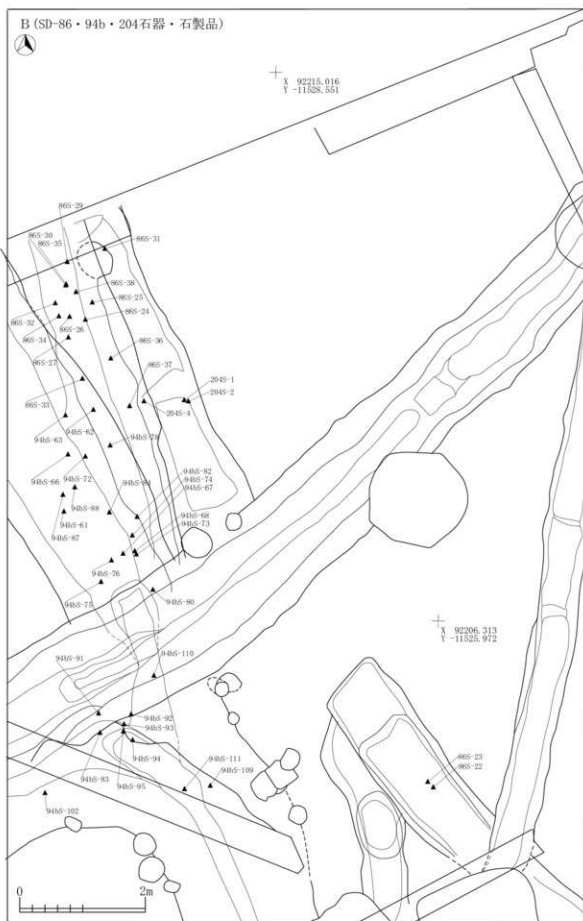 B (SD-86・94b・204石器・石製品)
X 92215.016
Y -11528.551
86S-29
86S-30
86S-35
86S-31
86S-38
86S-25
86S-24
86S-32
86S-34
86S-26
86S-27
86S-36
86S-37
204S-1
204S-2
204S-4
86S-33
94bS-62
94bS-63
94bS-78
94bS-82
94bS-74
94bS-67
94bS-84
94bS-68
94bS-73
94bS-66
94bS-72
94bS-88
94bS-61
94bS-87
94bS-76
94bS-75
94bS-80
X 92206.313
Y -11525.972
94bS-91
94bS-110
94bS-92
94bS-93
94bS-94
94bS-111
94bS-109
86S-23
86S-22
94bS-83
94bS-95
94bS-102
0 2m